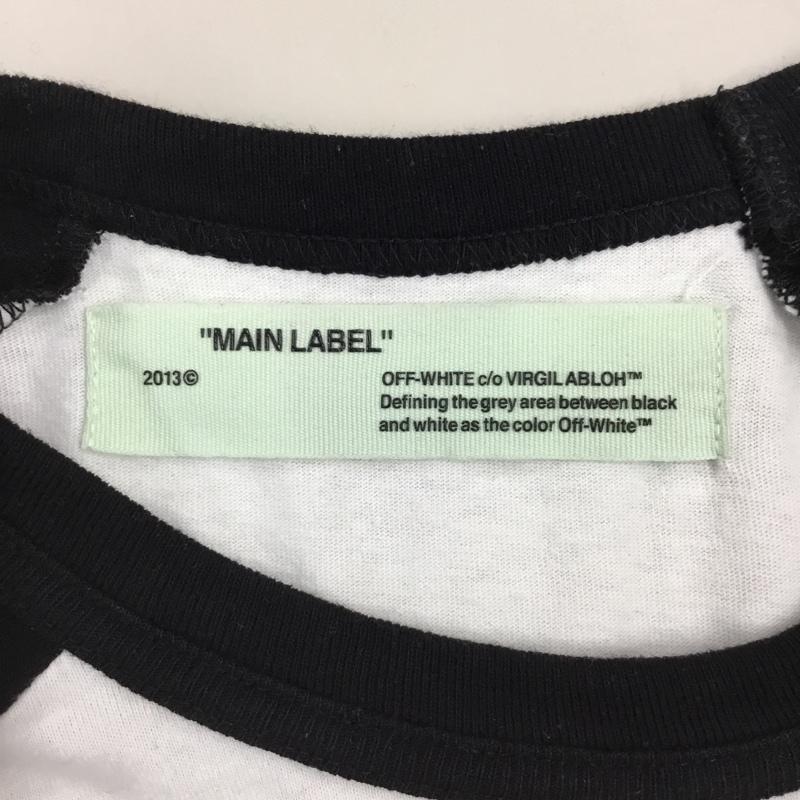 "MAIN LABEL"
2013© OFF-WHITE c/o VIRGIL ABLOH™
Defining the grey area between black
and white as the color Off-White™